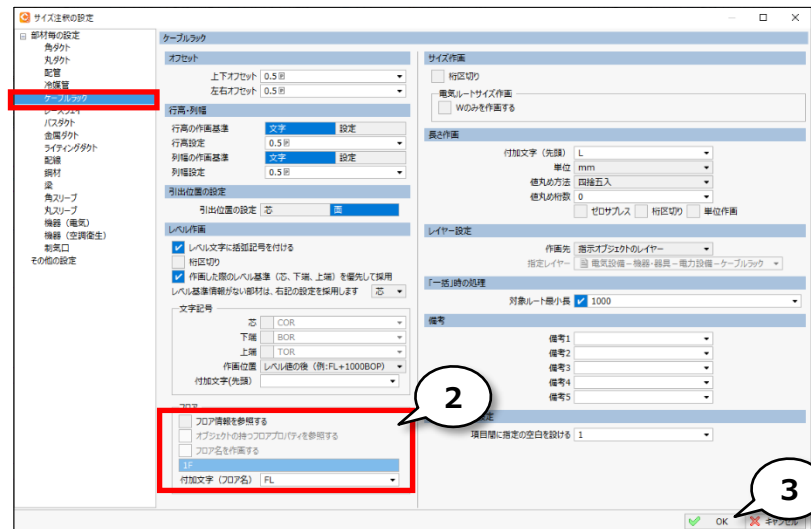 サイズ注釈の設定
部材毎の設定
角ダクト
丸ダクト
配管
冷媒管
ケーブルラック
レースウェイ
バスダクト
金属ダクト
ライティングダクト
配線
鋼材
梁
角スリーブ
丸スリーブ
機器（電気）
機器（空調衛生）
制気口
その他の設定
ケーブルラック
オフセット
上下オフセット 0.5
左右オフセット 0.5
行高・列幅
行高の作画基準 文字 設定
行高設定 0.5
列幅の作画基準 文字 設定
列幅設定 0.5
引出位置の設定
引出位置の設定 芯 面
レベル作画
レベル文字に括弧記号を付ける
桁区切り
作画した際のレベル基準（芯、下端、上端）を優先して採用
レベル基準情報がない部材は、右記の設定を採用します 芯
文字記号
芯 COR
下端 BOR
上端 TOR
作画位置 レベル値の後（例：FL+1000BOP）
付加文字(先頭)
フロア
フロア情報を参照する
オブジェクトの持つフロアプロパティを参照する
フロア名を作画する
1F
付加文字（フロア名） FL
サイズ作画
桁区切り
電気ルートサイズ作画
Wのみを作画する
長さ作画
付加文字（先頭） L
単位 mm
値丸め方法 四捨五入
値丸め桁数 0
ゼロサプレス 桁区切り 単位作画
レイヤー設定
作画先 指示オブジェクトのレイヤー
指定レイヤー 電気設備－機器・器具－電力設備－ケーブルラック
「一括」時の処理
対象ルート最小長 1000
備考
備考1
備考2
備考3
備考4
備考5
設定
項目間に指定の空白を設ける 1
2
3
OK キャンセル